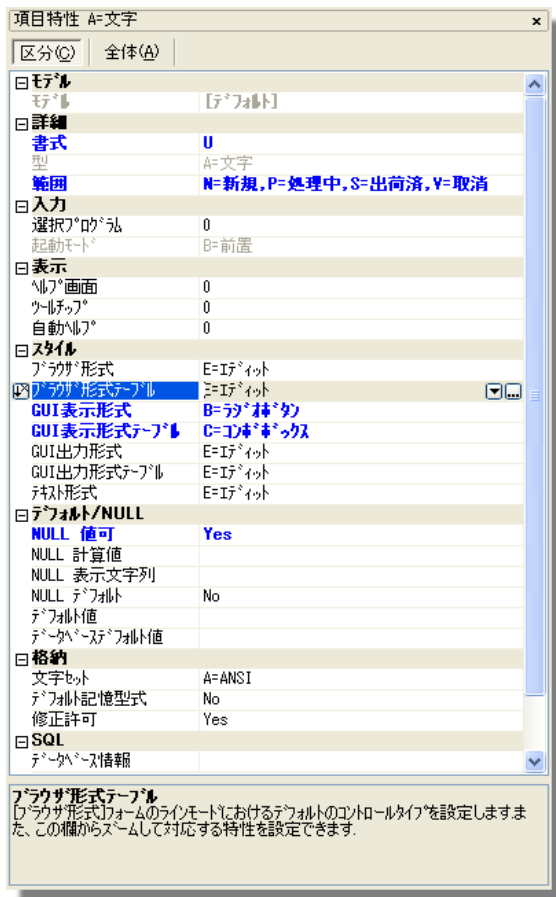 項目特性 A=文字
区分(C) 全体(A)
モデル
モデル [デフォルト]
詳細
書式 U
型 A=文字
範囲 N=新規,P=処理中,S=出荷済,Y=取消
入力
選択プログラム 0
起動モード B=前置
表示
ヘルプ画面 0
ツールチップ 0
自動ヘルプ 0
スタイル
ブラウザ形式 E=エディット
ブラウザ形式テーブル E=エディット
GUI表示形式 B=ラジオボタン
GUI表示形式テーブル C=コンボボックス
GUI出力形式 E=エディット
GUI出力形式テーブル E=エディット
テキスト形式 E=エディット
デフォルト/NULL
NULL 値可 Yes
NULL 計算値
NULL 表示文字列
NULL デフォルト No
デフォルト値
データベースデフォルト値
格納
文字セット A=ANSI
デフォルト記憶型式 No
修正許可 Yes
SQL
データベース情報
ブラウザ形式テーブル
[ブラウザ形式]フォームのラインモードにおけるデフォルトのコントロールタイプを設定します.ま
た、この欄からズームして対応する特性を設定できます.